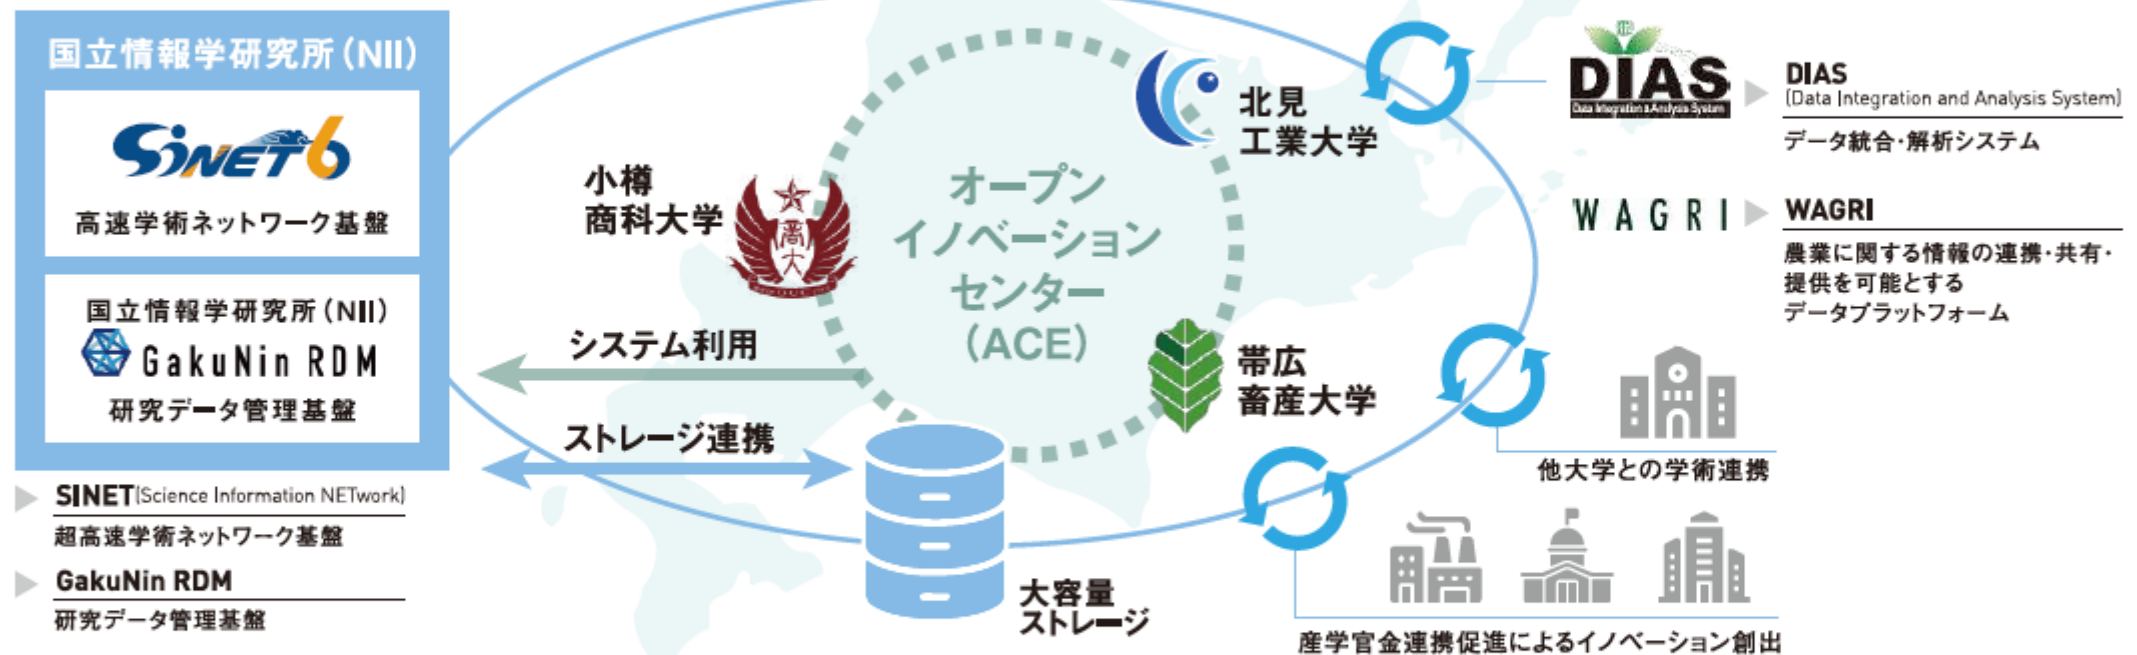 国立情報学研究所(NII)
SINET6
高速学術ネットワーク基盤
国立情報学研究所(NII)
GakuNin RDM
研究データ管理基盤
SINET(Science Information NETwork)
超高速学術ネットワーク基盤
GakuNin RDM
研究データ管理基盤
小樽
商科大学
商
大
北見
工業大学
オープン
イノベーション
センター
(ACE)
帯広
畜産大学
システム利用
ストレージ連携
大容量
ストレージ
DIAS
Data Integration & Analysis System
DIAS
(Data Integration and Analysis System)
データ統合・解析システム
WAGRI
WAGRI
農業に関する情報の連携・共有・
提供を可能とする
データプラットフォーム
他大学との学術連携
産学官金連携促進によるイノベーション創出